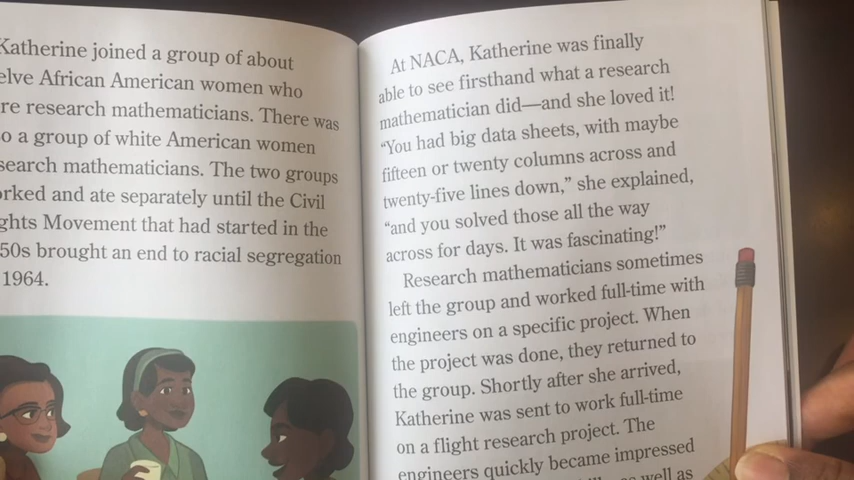 Katherine joined a group of about
elve African American women who
re research mathematicians. There was
o a group of white American women
search mathematicians. The two groups
rked and ate separately until the Civil
ghts Movement that had started in the
50s brought an end to racial segregation
1964.
At NACA, Katherine was finally
able to see firsthand what a research
mathematician did—and she loved it!
“You had big data sheets, with maybe
fifteen or twenty columns across and
twenty-five lines down,” she explained,
“and you solved those all the way
across for days. It was fascinating!”
Research mathematicians sometimes
left the group and worked full-time with
engineers on a specific project. When
the project was done, they returned to
the group. Shortly after she arrived,
Katherine was sent to work full-time
on a flight research project. The
engineers quickly became impressed
as well as